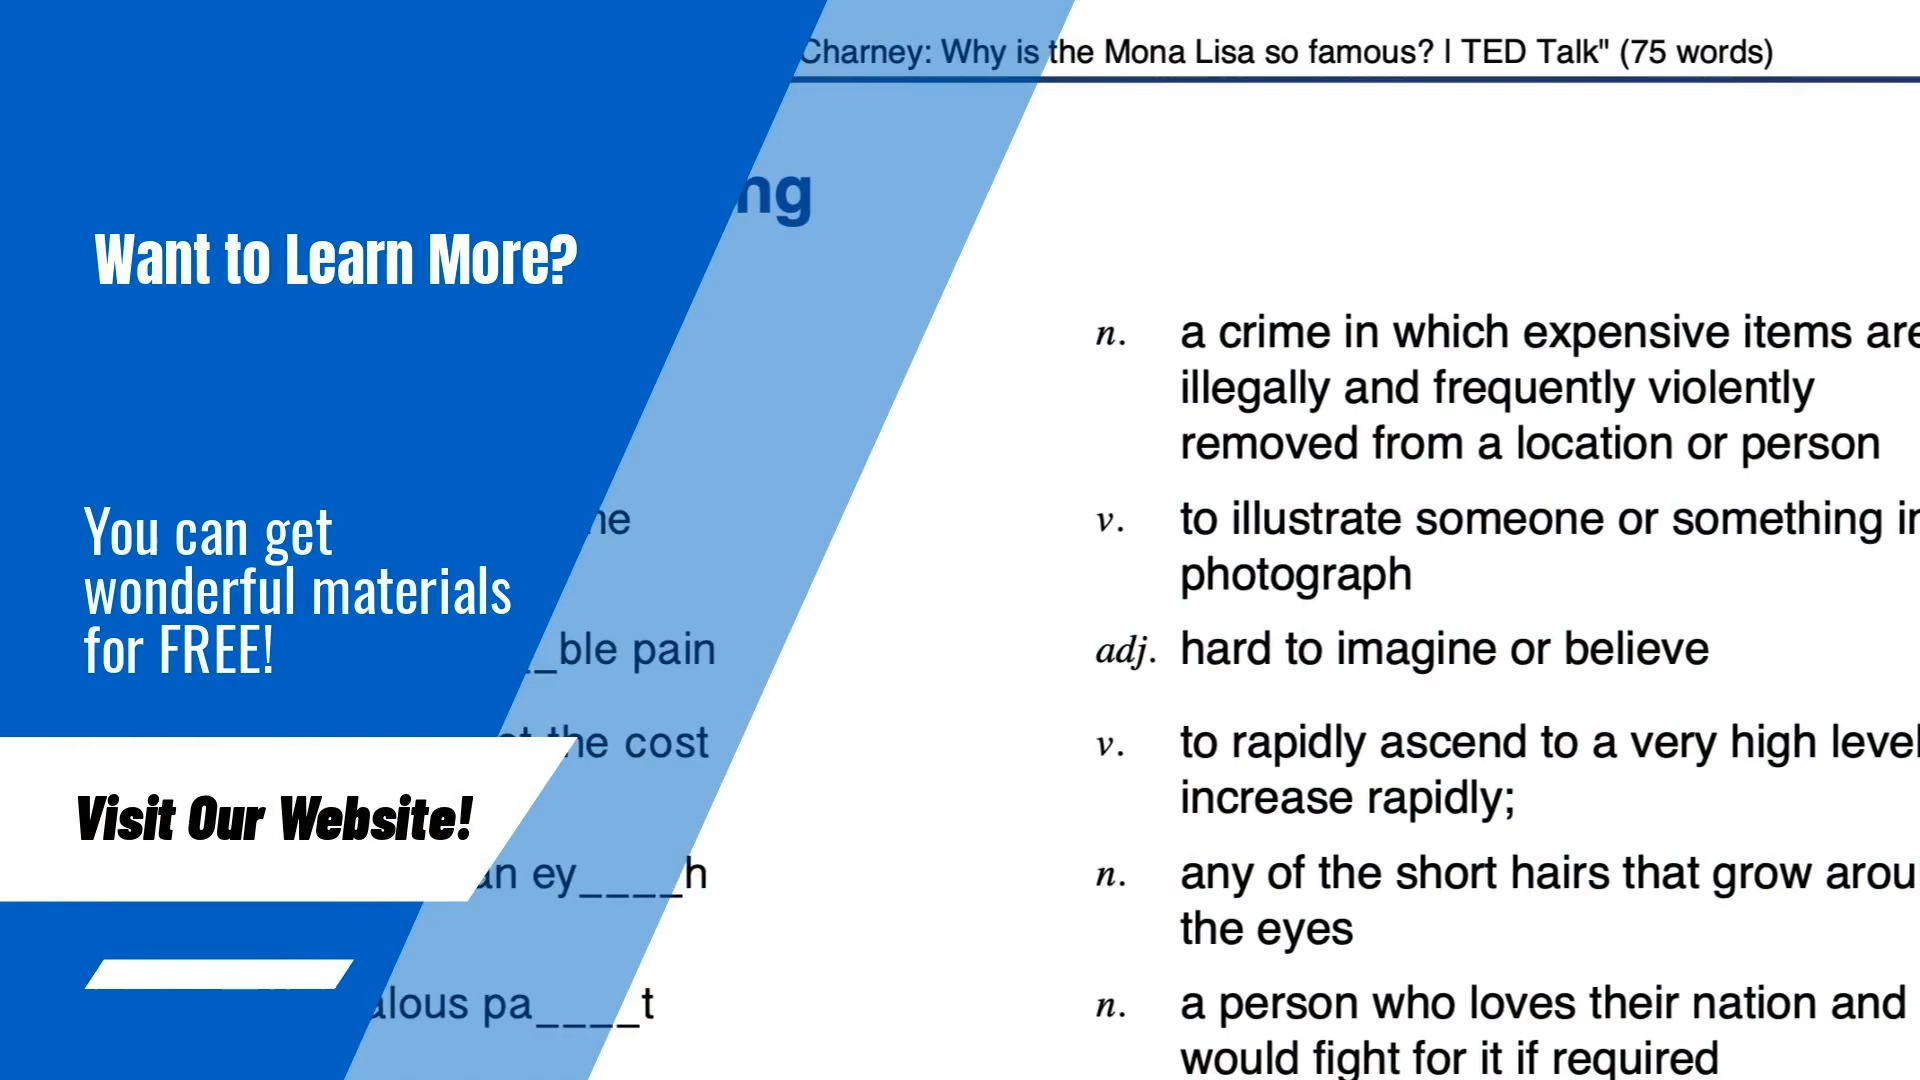 Charney: Why is the Mona Lisa so famous? | TED Talk" (75 words)
ng
Want to Learn More?
You can get
wonderful materials
for FREE!
Visit Our Website!
n. a crime in which expensive items are
illegally and frequently violently
removed from a location or person
ne v. to illustrate someone or something in
photograph
_ble pain adj. hard to imagine or believe
the cost v. to rapidly ascend to a very high level
increase rapidly;
an ey____h n. any of the short hairs that grow arou
the eyes
alous pa____t n. a person who loves their nation and
would fight for it if required